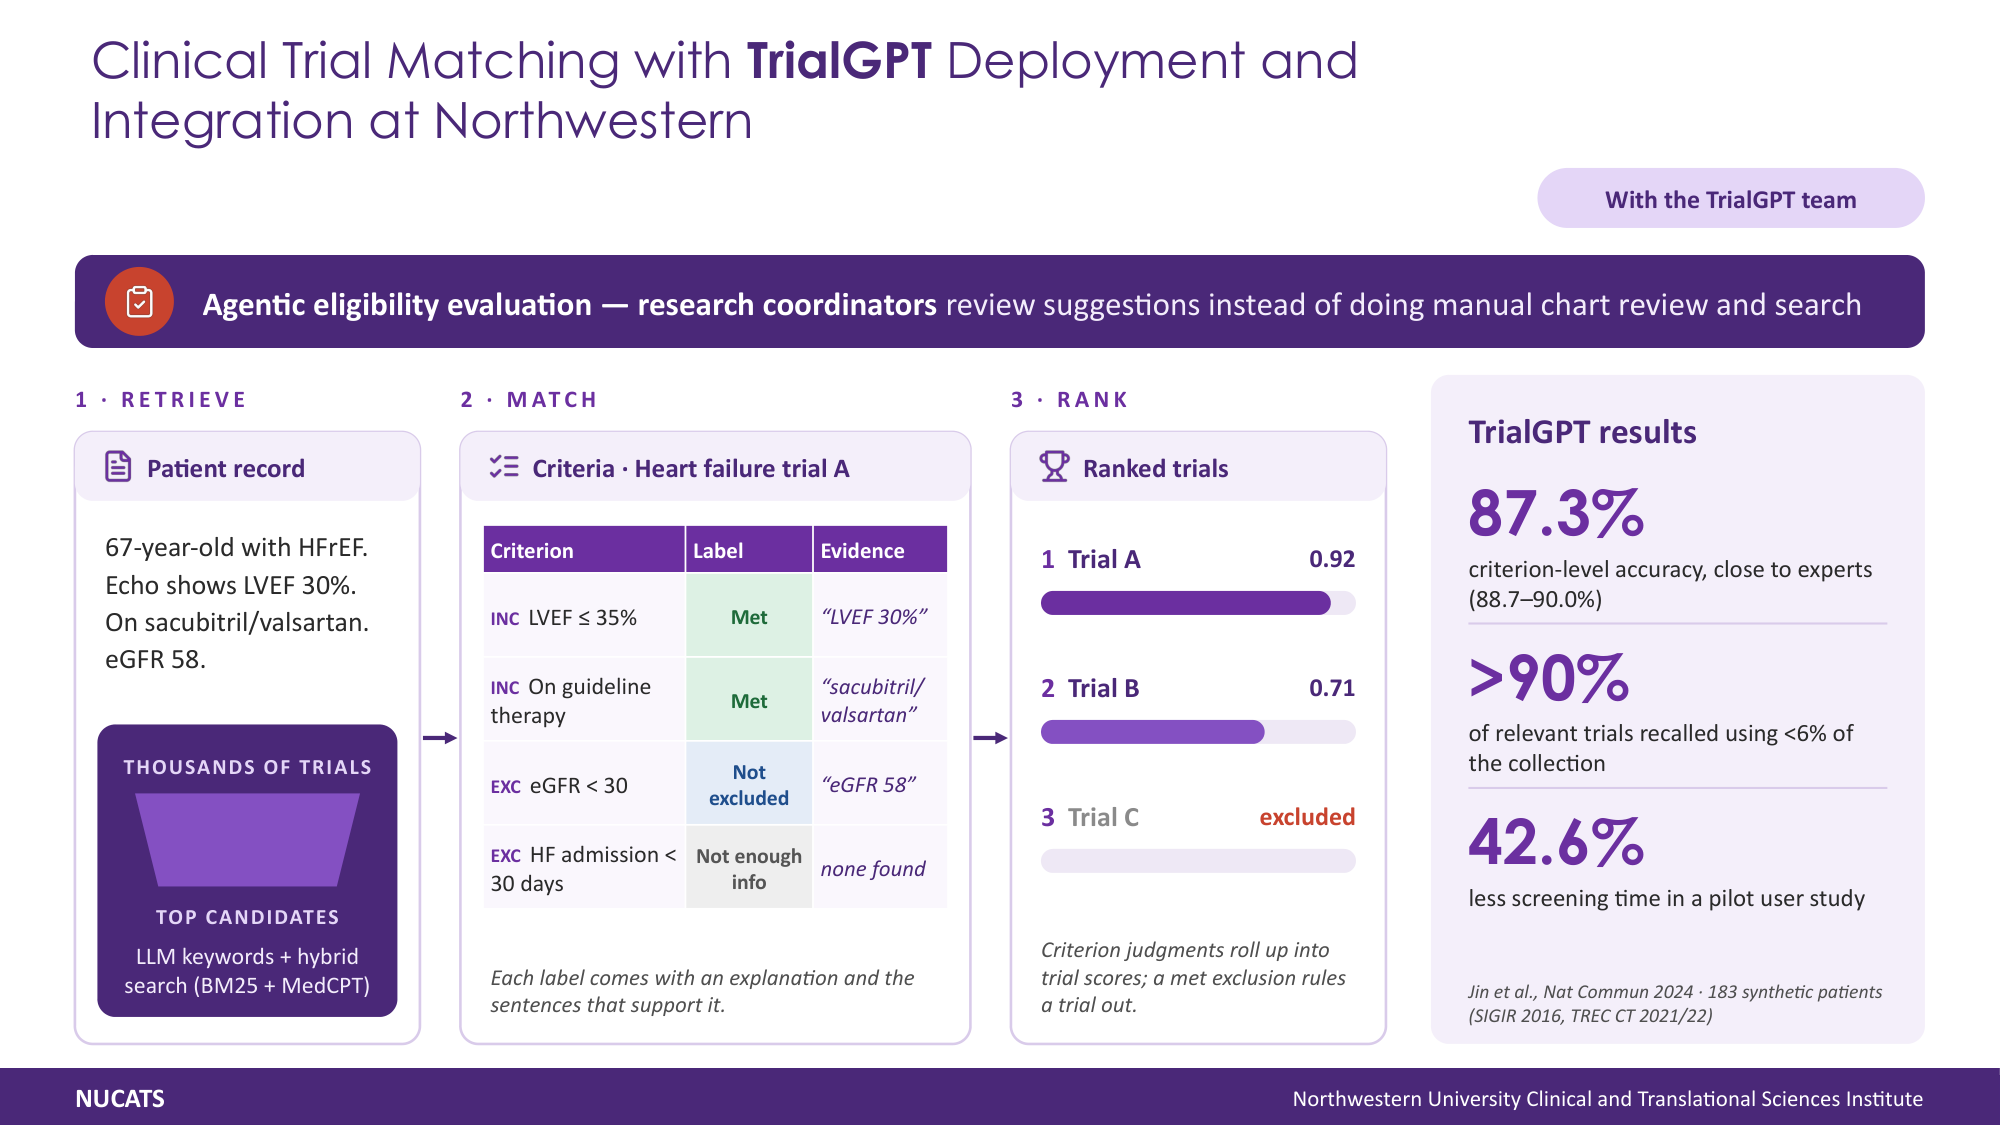 Clinical Trial Matching with TrialGPT Deployment and
Integration at Northwestern
With the TrialGPT team
Agentic eligibility evaluation — research coordinators review suggestions instead of doing manual chart review and search
1 · RETRIEVE
Patient record
67-year-old with HFrEF.
Echo shows LVEF 30%.
On sacubitril/valsartan.
eGFR 58.
THOUSANDS OF TRIALS
TOP CANDIDATES
LLM keywords + hybrid
search (BM25 + MedCPT)
2 · MATCH
Criteria · Heart failure trial A
Criterion Label Evidence
INC LVEF ≤ 35% Met “LVEF 30%”
INC On guideline
therapy
Met
“sacubitril/
valsartan”
EXC eGFR < 30
Not
excluded
“eGFR 58”
EXC HF admission <
30 days
Not enough
info
none found
Each label comes with an explanation and the
sentences that support it.
3 · RANK
Ranked trials
1 Trial A 0.92
2 Trial B 0.71
3 Trial C excluded
Criterion judgments roll up into
trial scores; a met exclusion rules
a trial out.
TrialGPT results
87.3%
criterion-level accuracy, close to experts
(88.7–90.0%)
>90%
of relevant trials recalled using <6% of
the collection
42.6%
less screening time in a pilot user study
Jin et al., Nat Commun 2024 · 183 synthetic patients
(SIGIR 2016, TREC CT 2021/22)
NUCATS
Northwestern University Clinical and Translational Sciences Institute